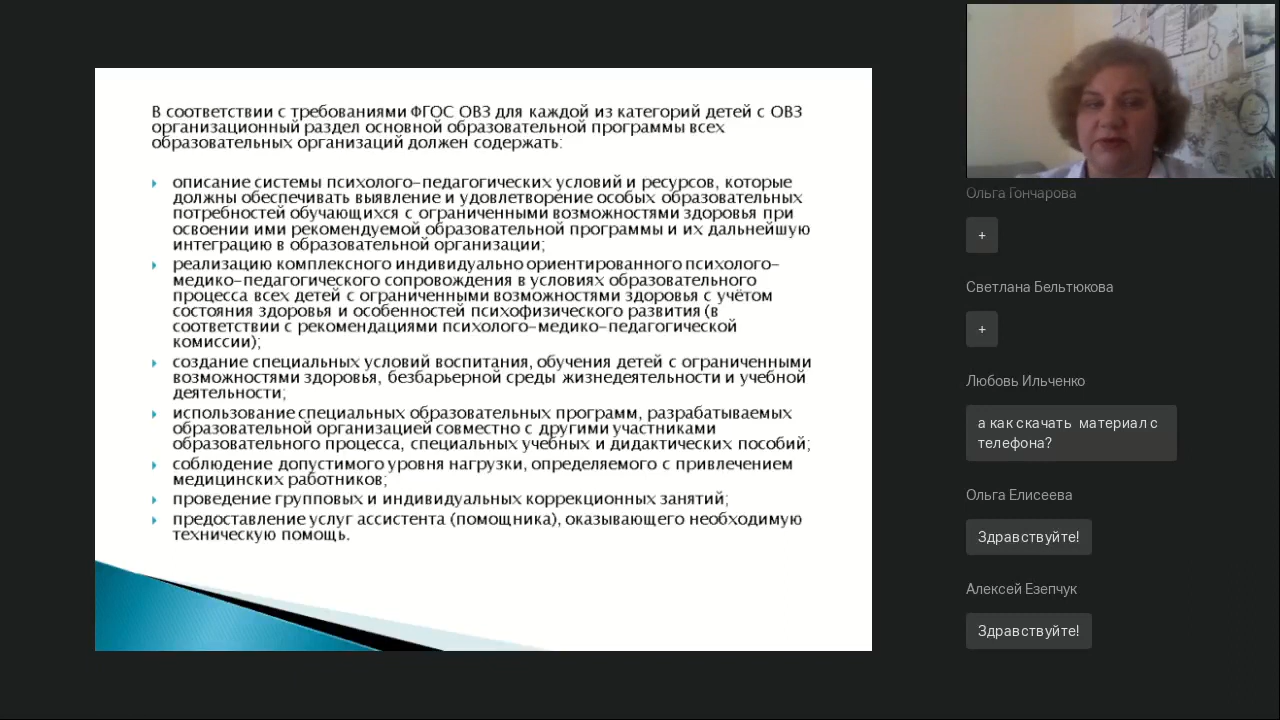 В соответствии с требованиями ФГОС ОВЗ для каждой из категорий детей с ОВЗ
организационный раздел основной образовательной программы всех
образовательных организаций должен содержать:
описание системы психолого–педагогических условий и ресурсов, которые
должны обеспечивать выявление и удовлетворение особых образовательных
потребностей обучающихся с ограниченными возможностями здоровья при
освоении ими рекомендуемой образовательной программы и их дальнейшую
интеграцию в образовательной организации;
реализацию комплексного индивидуально ориентированного психолого–
медико–педагогического сопровождения в условиях образовательного
процесса всех детей с ограниченными возможностями здоровья с учётом
состояния здоровья и особенностей психофизического развития (в
соответствии с рекомендациями психолого–медико–педагогической
комиссии);
создание специальных условий воспитания, обучения детей с ограниченными
возможностями здоровья, безбарьерной среды жизнедеятельности и учебной
деятельности;
использование специальных образовательных программ, разрабатываемых
образовательной организацией совместно с другими участниками
образовательного процесса, специальных учебных и дидактических пособий;
соблюдение допустимого уровня нагрузки, определяемого с привлечением
медицинских работников;
проведение групповых и индивидуальных коррекционных занятий;
предоставление услуг ассистента (помощника), оказывающего необходимую
техническую помощь.
Ольга Гончарова
+
Светлана Бельтюкова
+
Любовь Ильченко
а как скачать материал с
телефона?
Ольга Елисеева
Здравствуйте!
Алексей Езепчук
Здравствуйте!